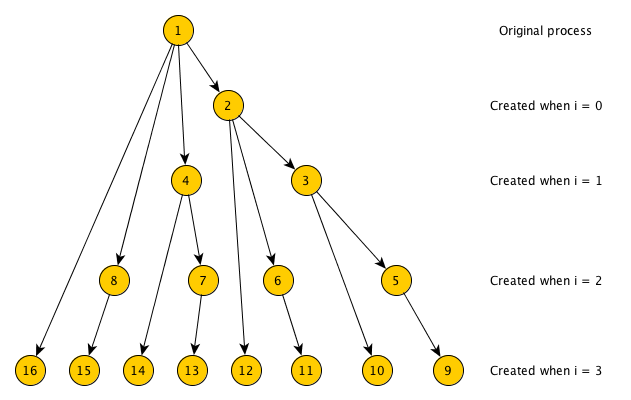 1 Original process
2 Created when i = 0
4 3 Created when i = 1
8 7 6 5 Created when i = 2
16 15 14 13 12 11 10 9 Created when i = 3